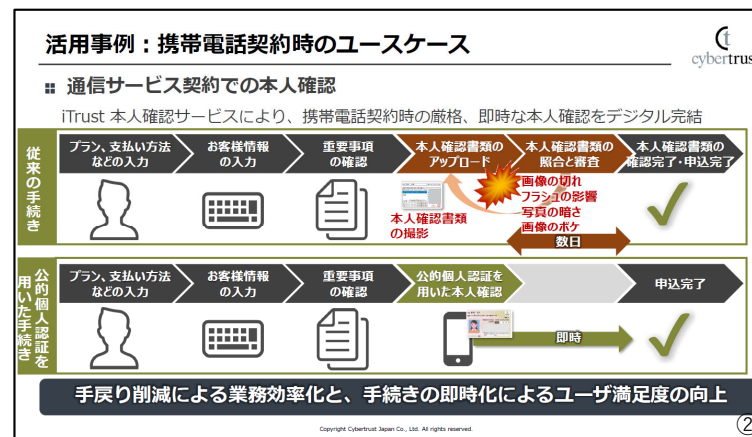 活用事例：携帯電話契約時のユースケース
cybertrust
通信サービス契約での本人確認
iTrust 本人確認サービスにより、携帯電話契約時の厳格、即時な本人確認をデジタル完結
従来の手続き
プラン、支払い方法
などの入力
お客様情報
の入力
重要事項
の確認
本人確認書類の
アップロード
本人確認書類の
照合と審査
本人確認書類の
確認完了・申込完了
本人確認書類
の撮影
画像の切れ
フラッシュの影響
写真の暗さ
画像のボケ
数日
公的個人認証を
用いた手続き
プラン、支払い方法
などの入力
お客様情報
の入力
重要事項
の確認
公的個人認証を
用いた本人確認
申込完了
即時
手戻り削減による業務効率化と、手続きの即時化によるユーザ満足度の向上
Copyright Cybertrust Japan Co., Ltd. All rights reserved.
②